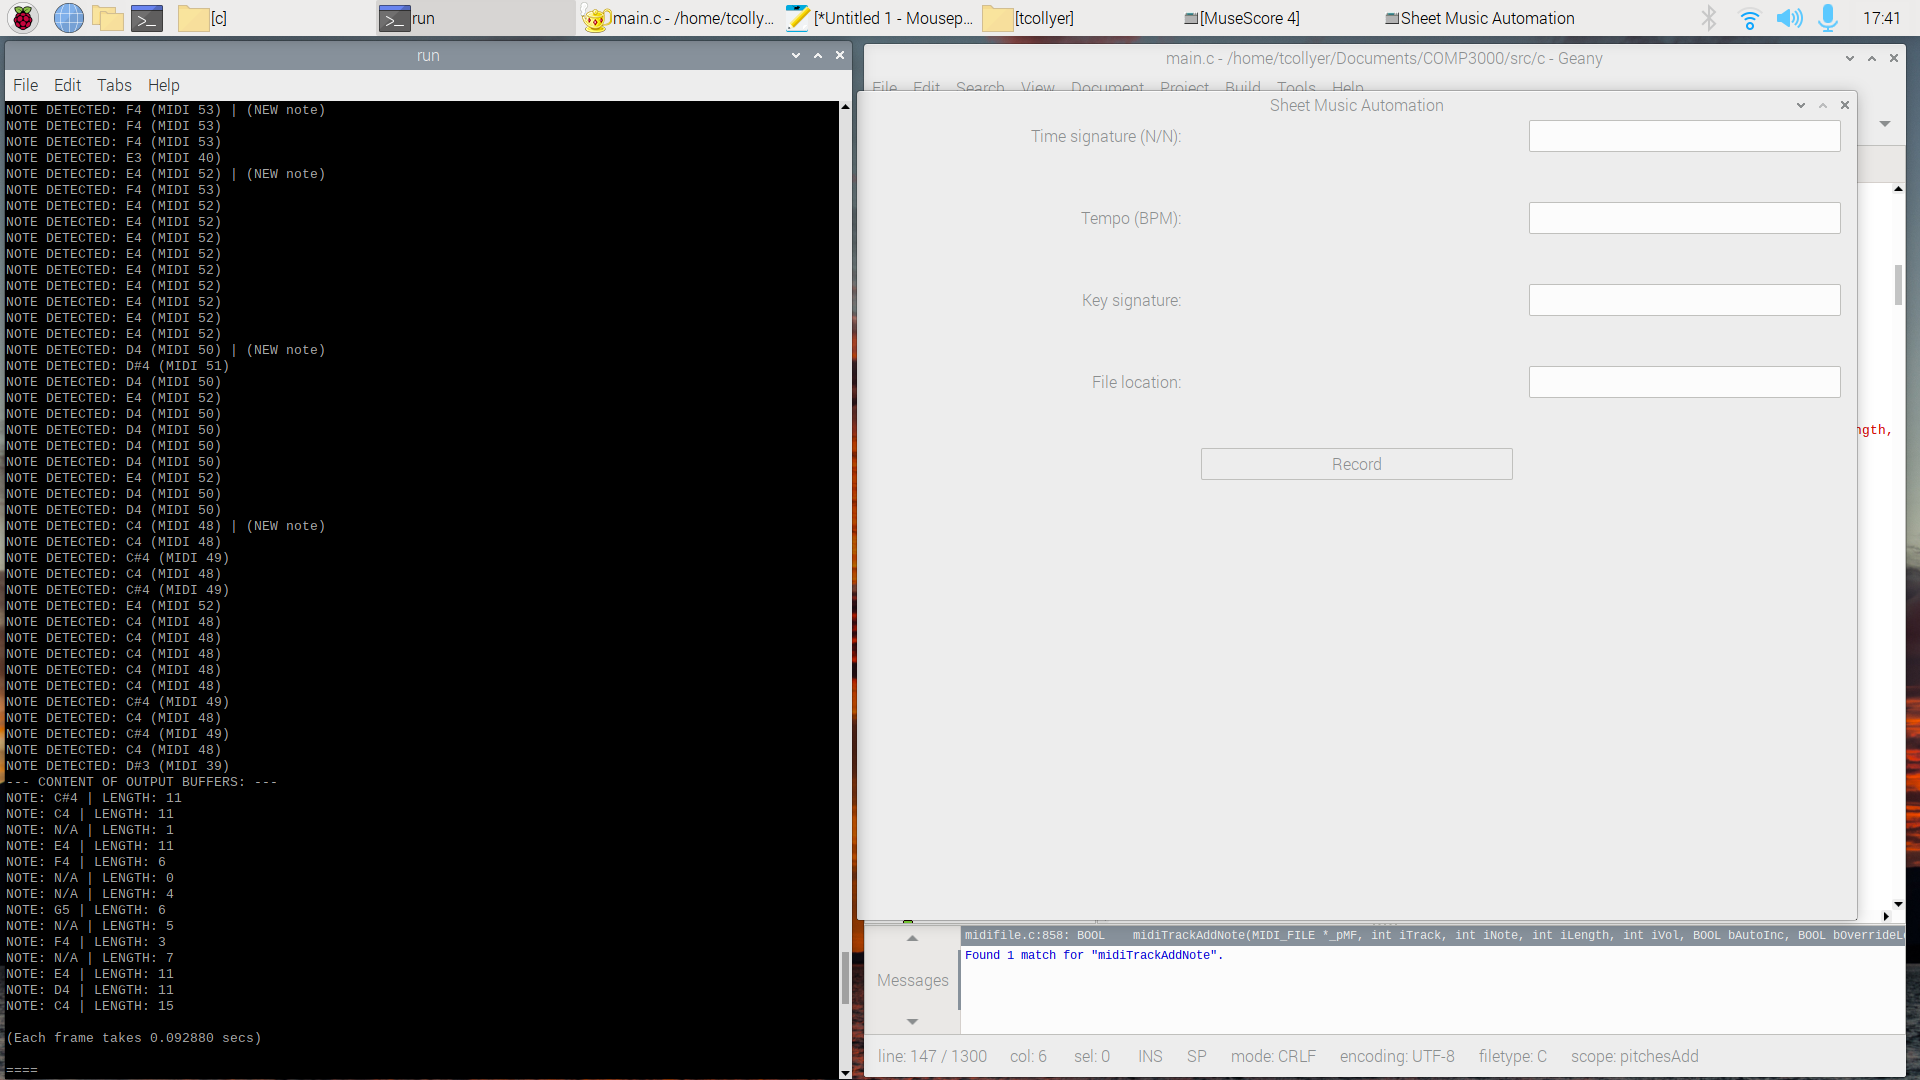 [c]
run
main.c - /home/tcolly...
[*Untitled 1 - Mousep...
[tcollyer]
[MuseScore 4]
Sheet Music Automation
17:41
run
File Edit Tabs Help
NOTE DETECTED: F4 (MIDI 53) | (NEW note)
NOTE DETECTED: F4 (MIDI 53)
NOTE DETECTED: F4 (MIDI 53)
NOTE DETECTED: E3 (MIDI 40)
NOTE DETECTED: E4 (MIDI 52) | (NEW note)
NOTE DETECTED: F4 (MIDI 53)
NOTE DETECTED: E4 (MIDI 52)
NOTE DETECTED: E4 (MIDI 52)
NOTE DETECTED: E4 (MIDI 52)
NOTE DETECTED: E4 (MIDI 52)
NOTE DETECTED: E4 (MIDI 52)
NOTE DETECTED: E4 (MIDI 52)
NOTE DETECTED: E4 (MIDI 52)
NOTE DETECTED: E4 (MIDI 52)
NOTE DETECTED: E4 (MIDI 52)
NOTE DETECTED: D4 (MIDI 50) | (NEW note)
NOTE DETECTED: D#4 (MIDI 51)
NOTE DETECTED: D4 (MIDI 50)
NOTE DETECTED: E4 (MIDI 52)
NOTE DETECTED: D4 (MIDI 50)
NOTE DETECTED: D4 (MIDI 50)
NOTE DETECTED: D4 (MIDI 50)
NOTE DETECTED: D4 (MIDI 50)
NOTE DETECTED: E4 (MIDI 52)
NOTE DETECTED: D4 (MIDI 50)
NOTE DETECTED: D4 (MIDI 50)
NOTE DETECTED: C4 (MIDI 48) | (NEW note)
NOTE DETECTED: C4 (MIDI 48)
NOTE DETECTED: C#4 (MIDI 49)
NOTE DETECTED: C4 (MIDI 48)
NOTE DETECTED: C#4 (MIDI 49)
NOTE DETECTED: E4 (MIDI 52)
NOTE DETECTED: C4 (MIDI 48)
NOTE DETECTED: C4 (MIDI 48)
NOTE DETECTED: C4 (MIDI 48)
NOTE DETECTED: C4 (MIDI 48)
NOTE DETECTED: C4 (MIDI 48)
NOTE DETECTED: C#4 (MIDI 49)
NOTE DETECTED: C4 (MIDI 48)
NOTE DETECTED: C#4 (MIDI 49)
NOTE DETECTED: C4 (MIDI 48)
NOTE DETECTED: D#3 (MIDI 39)
--- CONTENT OF OUTPUT BUFFERS: ---
NOTE: C#4 | LENGTH: 11
NOTE: C4 | LENGTH: 11
NOTE: N/A | LENGTH: 1
NOTE: E4 | LENGTH: 11
NOTE: F4 | LENGTH: 6
NOTE: N/A | LENGTH: 0
NOTE: N/A | LENGTH: 4
NOTE: G5 | LENGTH: 6
NOTE: N/A | LENGTH: 5
NOTE: F4 | LENGTH: 3
NOTE: N/A | LENGTH: 7
NOTE: E4 | LENGTH: 11
NOTE: D4 | LENGTH: 11
NOTE: C4 | LENGTH: 15
(Each frame takes 0.092880 secs)
====
main.c - /home/tcollyer/Documents/COMP3000/src/c - Geany
File Edit Search View Document Project Build Tools Help
Sheet Music Automation
Time signature (N/N):
Tempo (BPM):
Key signature:
File location:
Record
ngth,
Messages
midifile.c:858: BOOL    midiTrackAddNote(MIDI_FILE *_pMF, int iTrack, int iNote, int iLength, int iVol, BOOL bAutoInc, BOOL bOverrideLe
Found 1 match for "midiTrackAddNote".
line: 147 / 1300 col: 6 sel: 0 INS SP mode: CRLF encoding: UTF-8 filetype: C scope: pitchesAdd